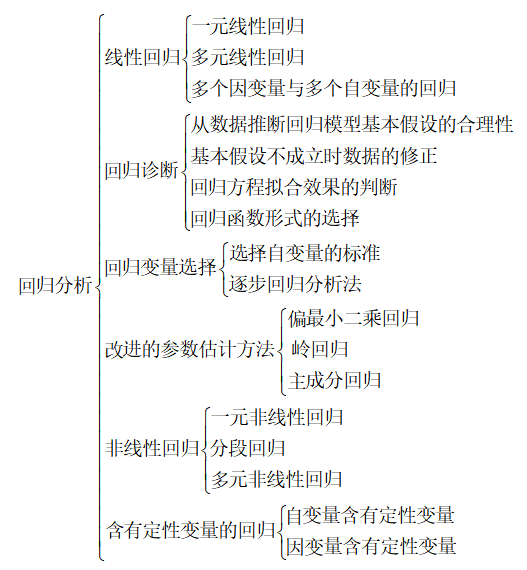 一元线性回归
线性回归
多元线性回归
多个因变量与多个自变量的回归
从数据推断回归模型基本假设的合理性
基本假设不成立时数据的修正
回归诊断
回归方程拟合效果的判断
回归函数形式的选择
选择自变量的标准
回归变量选择
逐步回归分析法
回归分析
偏最小二乘回归
改进的参数估计方法
岭回归
主成分回归
一元非线性回归
非线性回归
分段回归
多元非线性回归
自变量含有定性变量
含有定性变量的回归
因变量含有定性变量